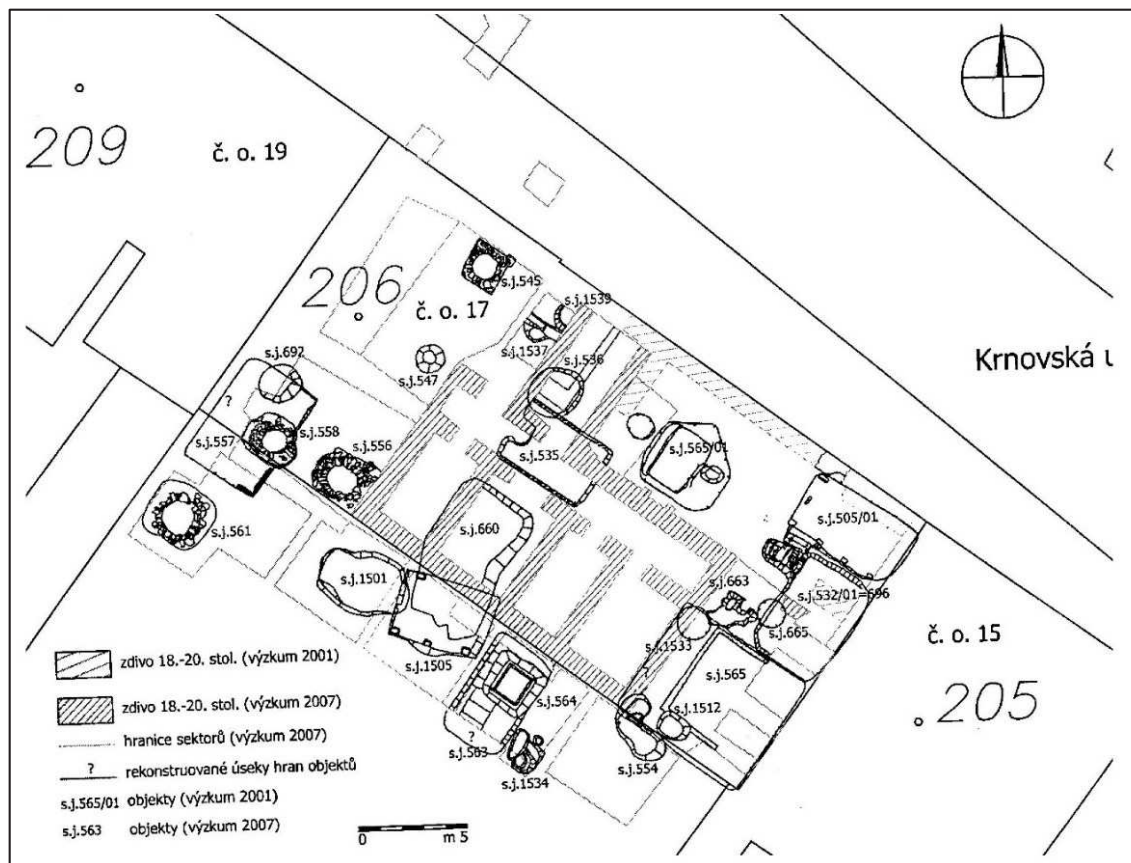 209
č. o. 19
206
č. o. 17
s.j.545
s.j.1539
s.j.1537
s.j.536
s.j.547
s.j.692
?
s.j.557
s.j.558
s.j.556
s.j.535
s.j.565/01
Krnovská u
s.j.561
s.j.660
s.j.505/01
s.j.1501
s.j.663
s.j.532/01=696
s.j.665
č. o. 15
s.j.1533
s.j.565
205
s.j.1505
s.j.564
s.j.1512
?
s.j.563
s.j.554
s.j.1534
zdivo 18.-20. stol. (výzkum 2001)
zdivo 18.-20. stol. (výzkum 2007)
hranice sektorů (výzkum 2007)
? rekonstruované úseky hran objektů
s.j.565/01 objekty (výzkum 2001)
s.j.563 objekty (výzkum 2007)
0 m 5